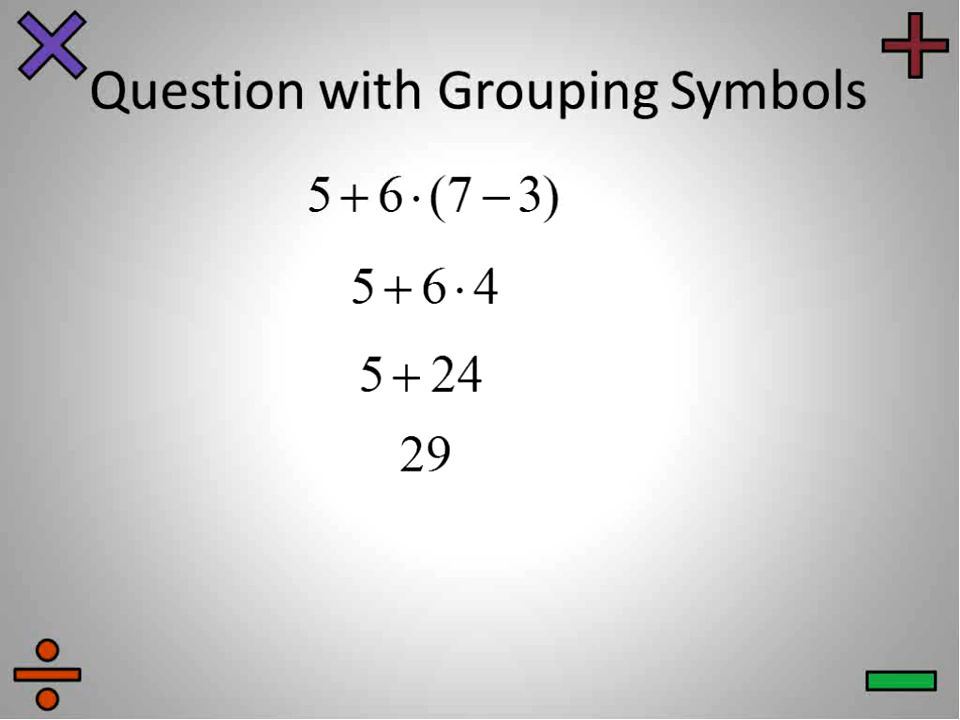 Question with Grouping Symbols
5 + 6 · (7 − 3)
5 + 6 · 4
5 + 24
29